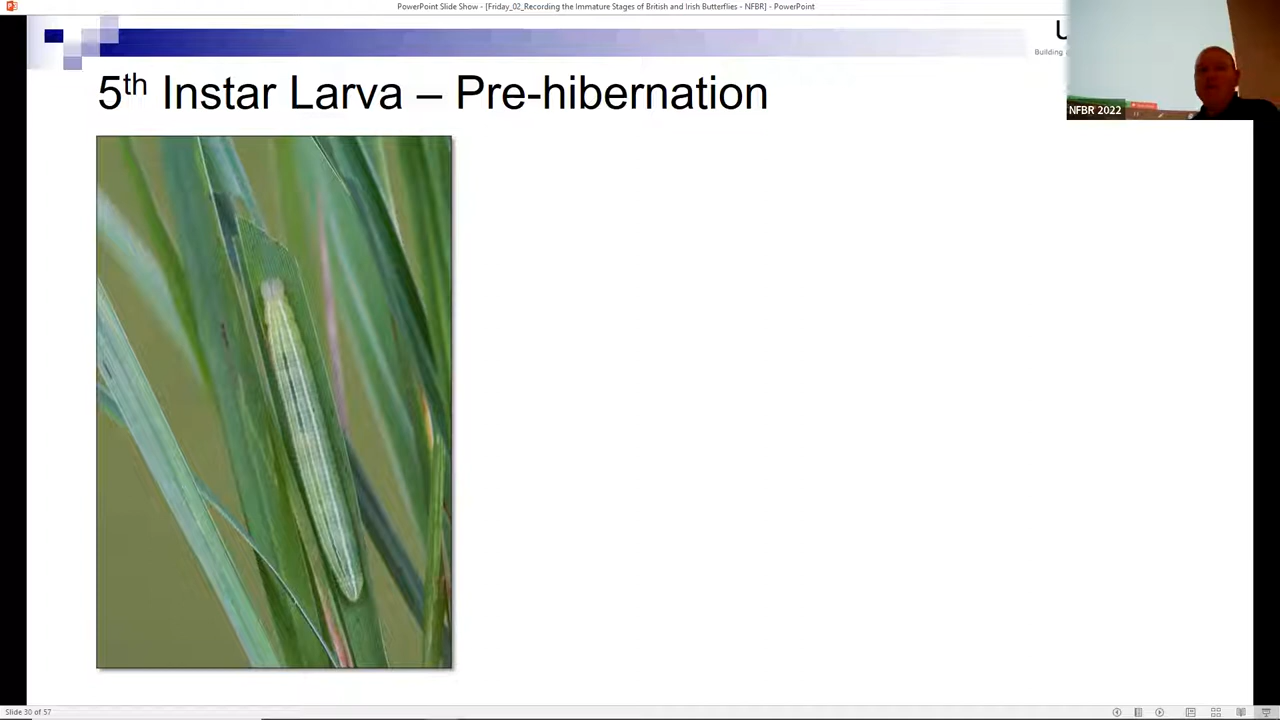 PowerPoint Slide Show - [Friday_02_Recording the Immature Stages of British and Irish Butterflies - NFBR] - PowerPoint
U
Building
5th Instar Larva – Pre-hibernation
NFBR 2022
Slide 30 of 57